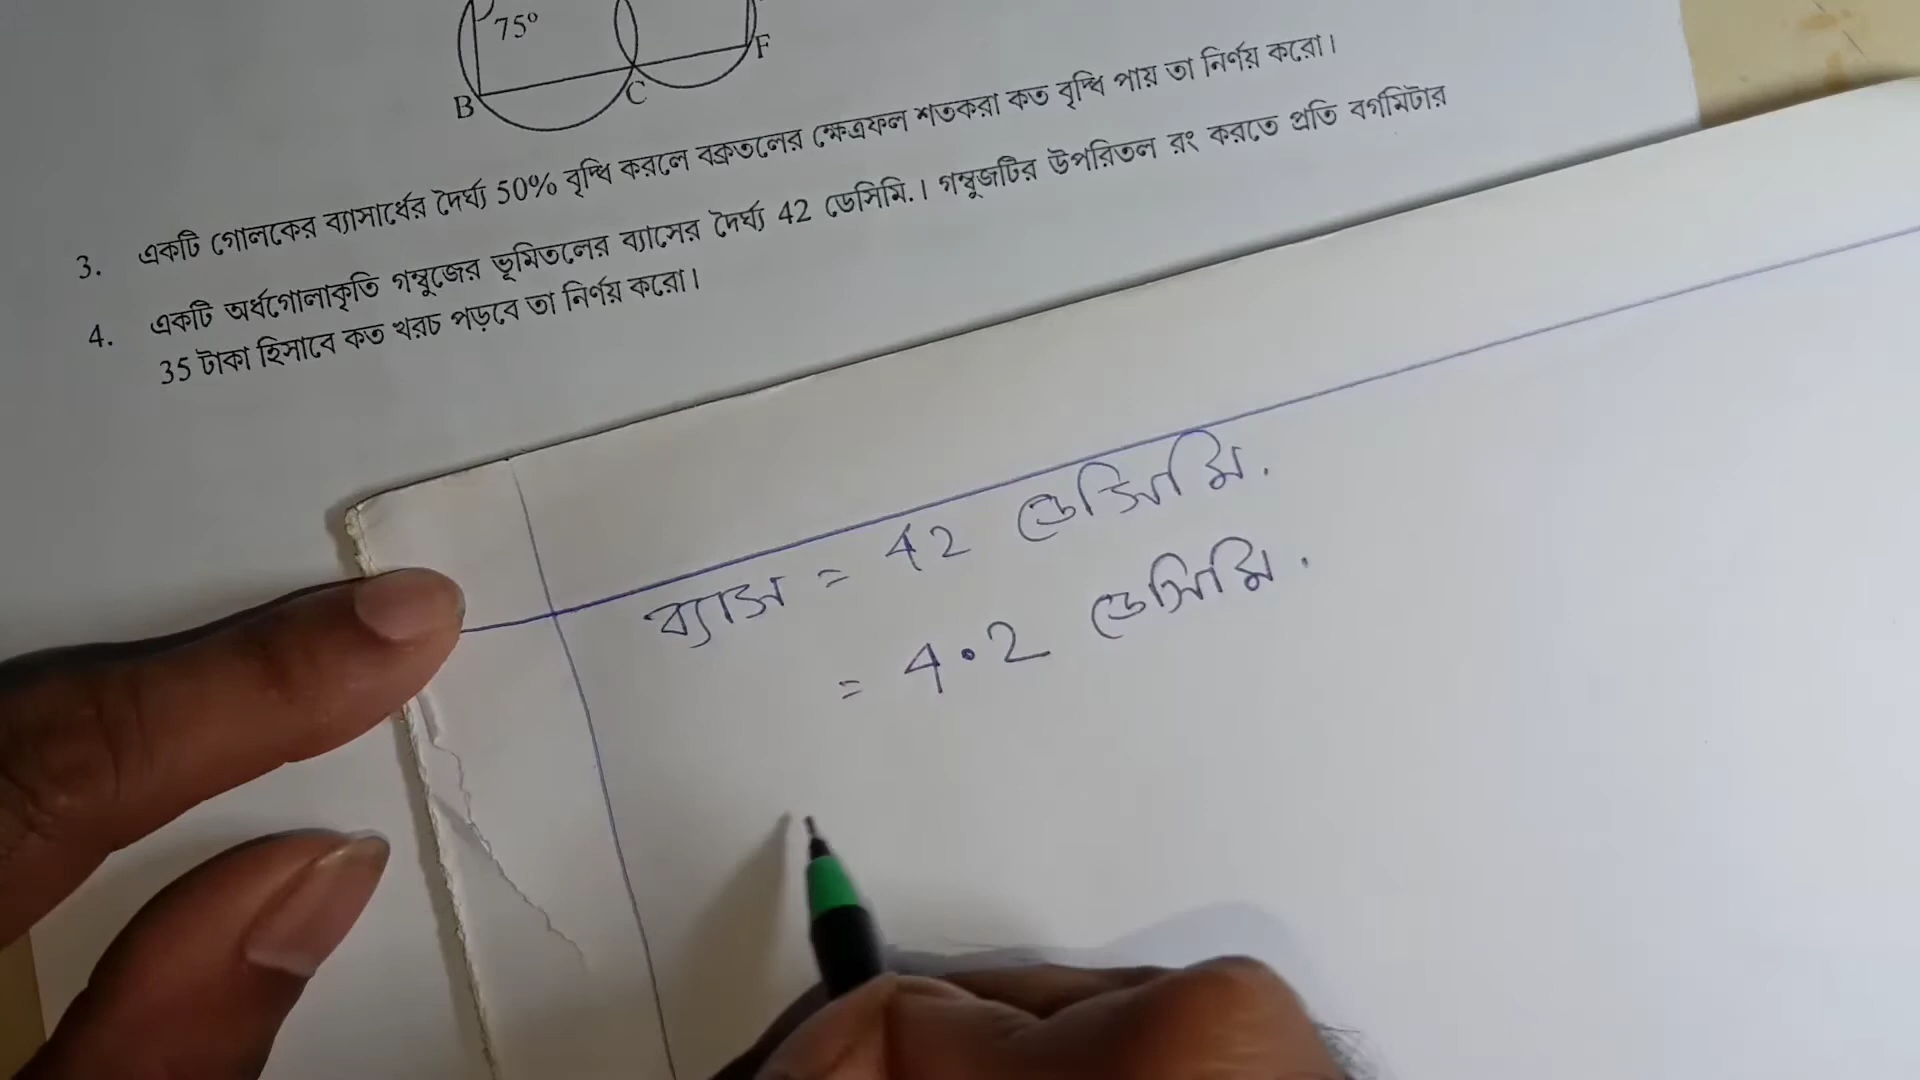 75°
B
C
F
3. একটি গোলকের ব্যাসার্ধের দৈর্ঘ্য 50% বৃদ্ধি করলে বক্রতলের ক্ষেত্রফল শতকরা কত বৃদ্ধি পায় তা নির্ণয় করো।
4. একটি অর্ধগোলাকৃতি গম্বুজের ভূমিতলের ব্যাসের দৈর্ঘ্য 42 ডেসিমি.। গম্বুজটির উপরিতল রং করতে প্রতি বর্গমিটার
35 টাকা হিসাবে কত খরচ পড়বে তা নির্ণয় করো।
ব্যাস = 42 ডেসিমি.
= 4.2 ডেসিমি.